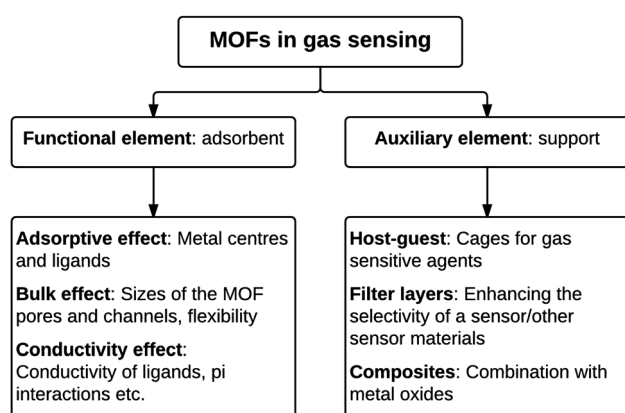 MOFs in gas sensing
Functional element: adsorbent
Auxiliary element: support
Adsorptive effect: Metal centres
and ligands
Bulk effect: Sizes of the MOF
pores and channels, flexibility
Conductivity effect:
Conductivity of ligands, pi
interactions etc.
Host-guest: Cages for gas
sensitive agents
Filter layers: Enhancing the
selectivity of a sensor/other
sensor materials
Composites: Combination with
metal oxides